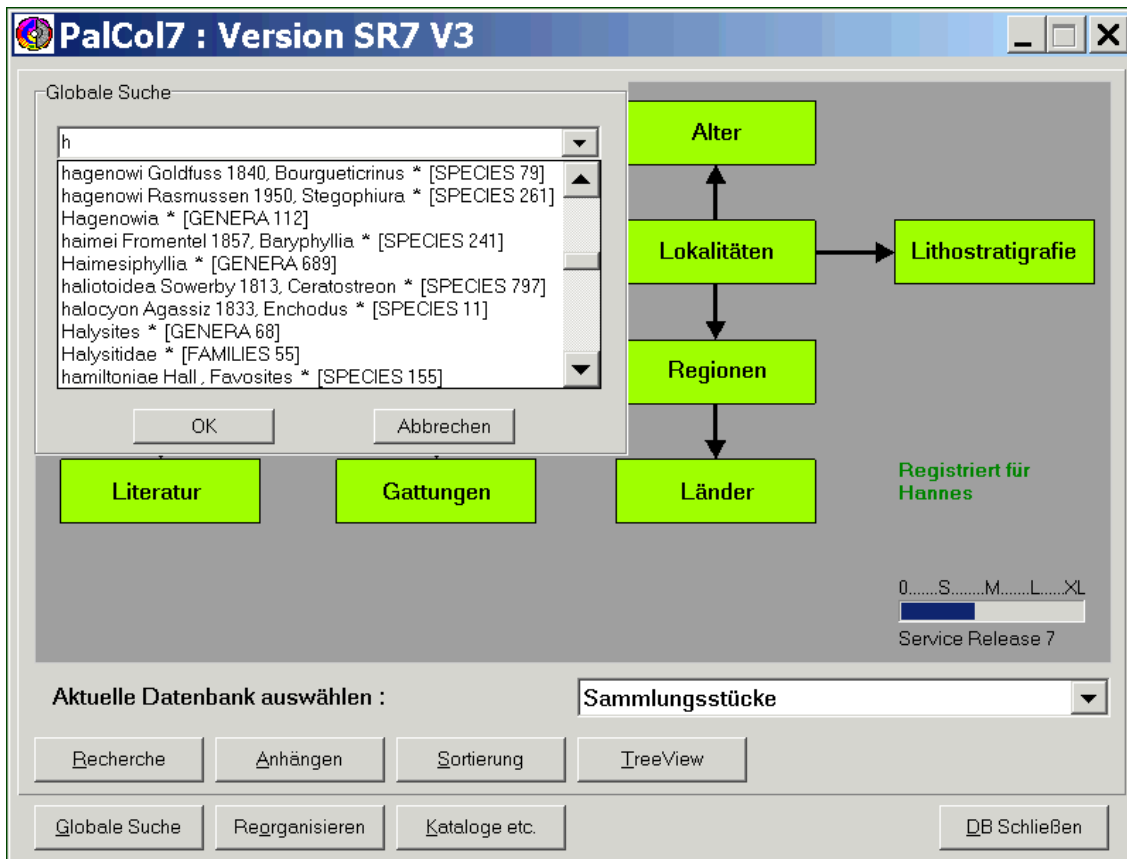 PalCol7 : Version SR7 V3
Globale Suche
h
hagenowi Goldfuss 1840, Bourgueticrinus * [SPECIES 79]
hagenowi Rasmussen 1950, Stegophiura * [SPECIES 261]
Hagenowia * [GENERA 112]
haimei Fromentel 1857, Baryphyllia * [SPECIES 241]
Haimesiphyllia * [GENERA 689]
haliotoidea Sowerby 1813, Ceratostreon * [SPECIES 797]
halocyon Agassiz 1833, Enchodus * [SPECIES 11]
Halysites * [GENERA 68]
Halysitidae * [FAMILIES 55]
hamiltoniae Hall , Favosites * [SPECIES 155]
OK
Abbrechen
Alter
Lokalitäten
Lithostratigrafie
Regionen
Literatur
Gattungen
Länder
Registriert für
Hannes
0......S.......M.......L.....XL
Service Release 7
Aktuelle Datenbank auswählen :
Sammlungsstücke
Recherche
Anhängen
Sortierung
TreeView
Globale Suche
Reorganisieren
Kataloge etc.
DB Schließen